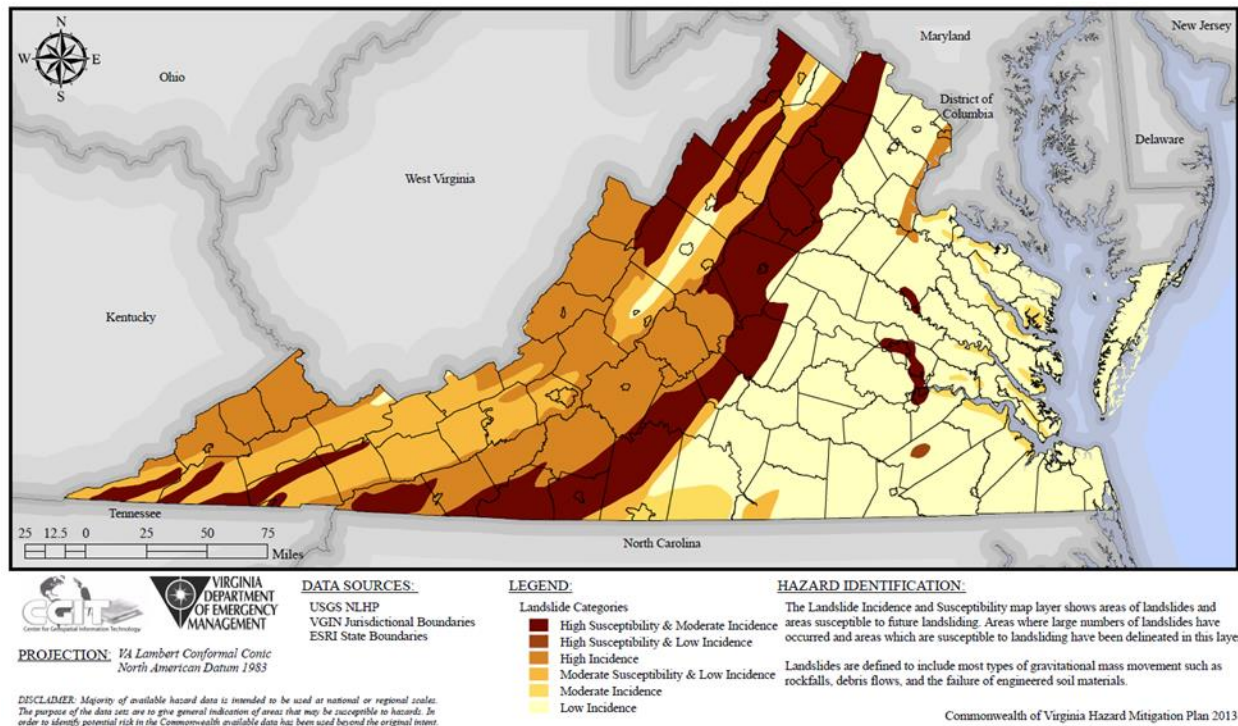 New Jersey
Maryland
N
W E
S
Ohio
District of
Columbia
Delaware
West Virginia
Kentucky
Tennessee
North Carolina
25 12.5 0 25 50 75
Miles
CGIT
Center for Geospatial Information Technology
VIRGINIA
DEPARTMENT
OF EMERGENCY
MANAGEMENT
PROJECTION: VA Lambert Conformal Conic
North American Datum 1983
DISCLAIMER: Majority of available hazard data is intended to be used at national or regional scales.
The purpose of the data sets are to give general indication of areas that may be susceptible to hazards. In
order to identify potential risk in the Commonwealth available data has been used beyond the original intent.
DATA SOURCES:
USGS NLHP
VGIN Jurisdictional Boundaries
ESRI State Boundaries
LEGEND:
Landslide Categories
High Susceptibility & Moderate Incidence
High Susceptibility & Low Incidence
High Incidence
Moderate Susceptibility & Low Incidence
Moderate Incidence
Low Incidence
HAZARD IDENTIFICATION:
The Landslide Incidence and Susceptibility map layer shows areas of landslides and
areas susceptible to future landsliding. Areas where large numbers of landslides have
occurred and areas which are susceptible to landsliding have been delineated in this laye
Landslides are defined to include most types of gravitational mass movement such as
rockfalls, debris flows, and the failure of engineered soil materials.
Commonwealth of Virginia Hazard Mitigation Plan 2013